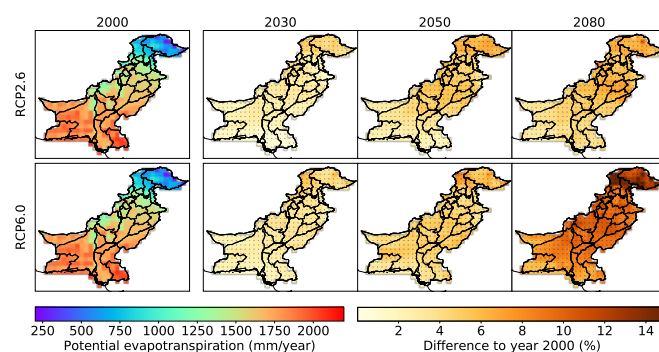 2000 2030 2050 2080
RCP2.6
RCP6.0
250 500 750 1000 1250 1500 1750 2000 2 4 6 8 10 12 14
Potential evapotranspiration (mm/year) Difference to year 2000 (%)